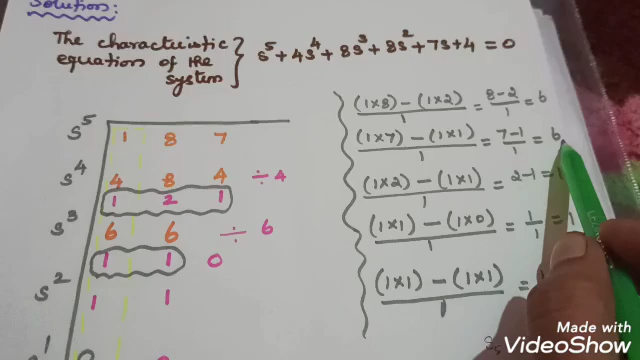 Solution:
The charactuistic
equations of the
system } s⁵ + 4s⁴ + 8s³ + 8s² + 7s + 4 = 0
s⁵ 1 8 7
s⁴ 4 8 4 ÷ 4
1 2 1
s³ 6 6 ÷ 6
1 1 0
s² 1 1
s¹ 0
(1×8) − (1×2) / 1 = 8−2 / 1 = 6
(1×7) − (1×1) / 1 = 7−1 / 1 = 6
(1×2) − (1×1) / 1 = 2−1 = 1
(1×1) − (1×0) / 1 = 1/1 = 1
(1×1) − (1×1) / 1 =
Made with
VideoShow